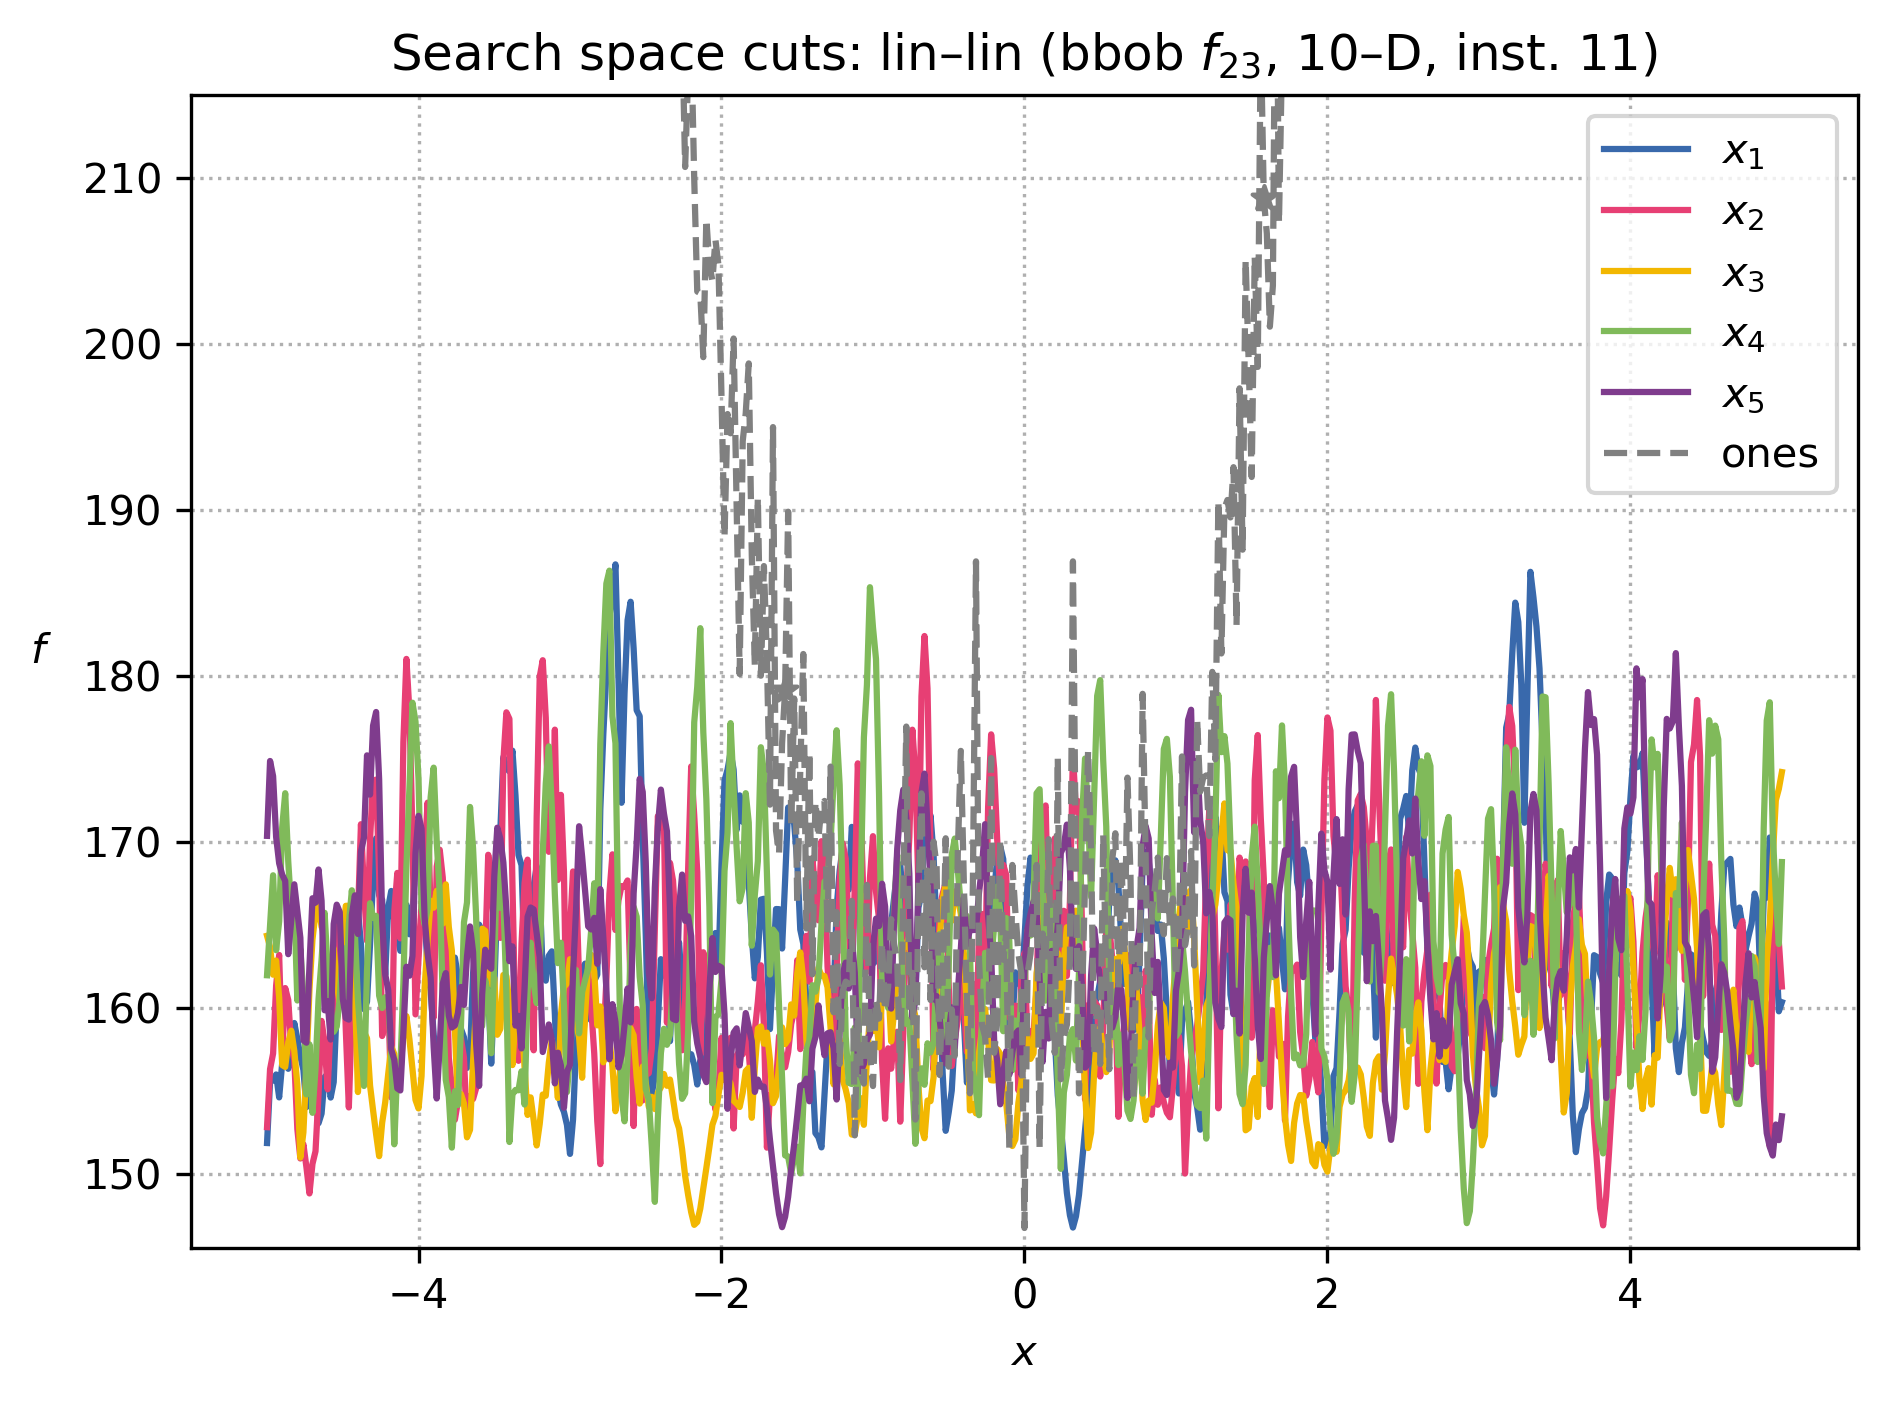 Search space cuts: lin–lin (bbob f23, 10–D, inst. 11)
210
200
190
180
170
160
150
f
x1
x2
x3
x4
x5
ones
−4
−2
0
2
4
x